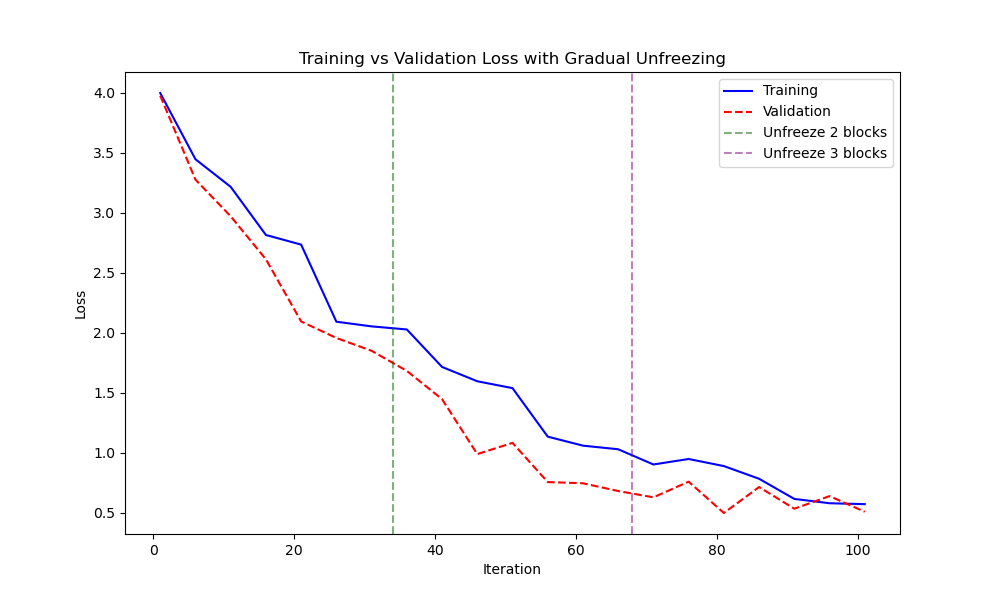 Training vs Validation Loss with Gradual Unfreezing
Training
Validation
Unfreeze 2 blocks
Unfreeze 3 blocks
Loss
4.0
3.5
3.0
2.5
2.0
1.5
1.0
0.5
0 20 40 60 80 100
Iteration